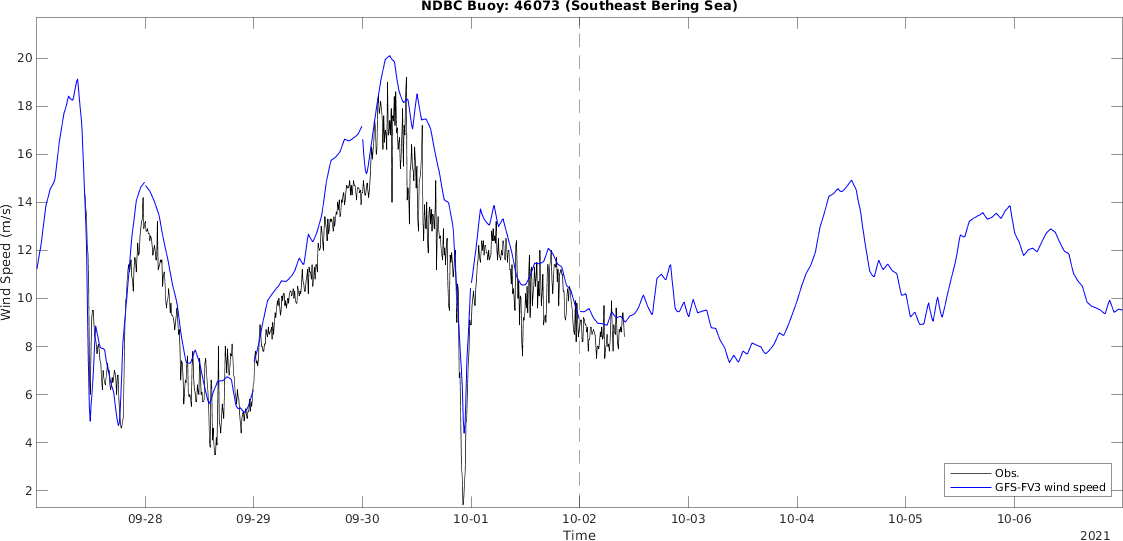 NDBC Buoy: 46073 (Southeast Bering Sea)
20
18
16
14
12
10
8
6
4
2
Wind Speed (m/s)
Obs.
GFS-FV3 wind speed
09-28 09-29 09-30 10-01 10-02 10-03 10-04 10-05 10-06
Time
2021